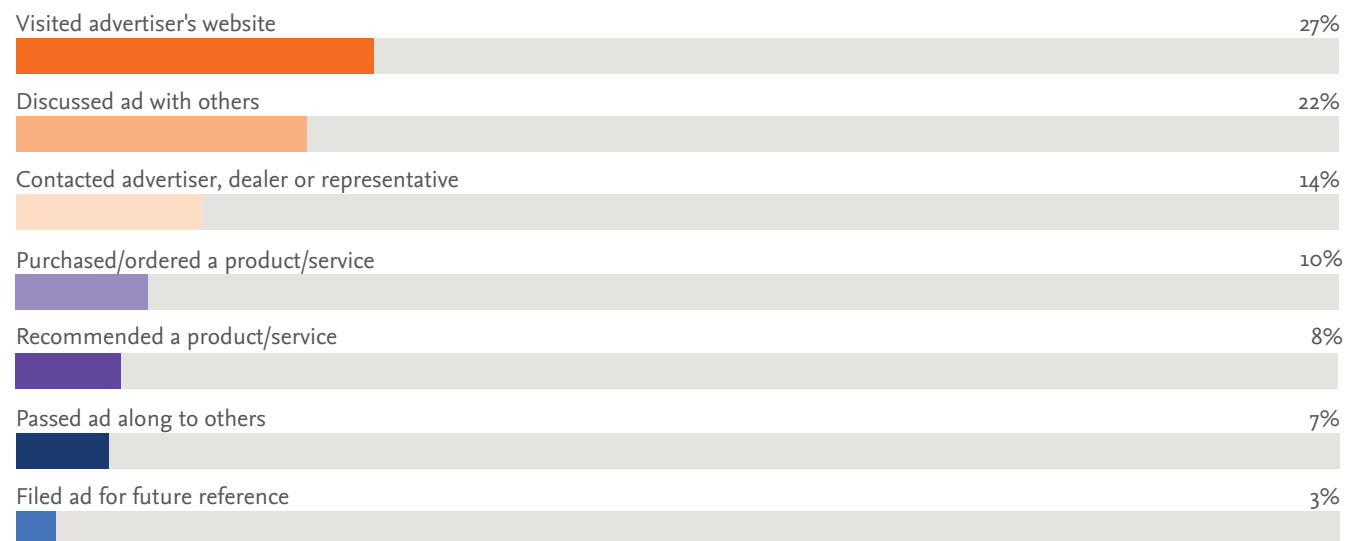 Visited advertiser's website 27%
Discussed ad with others 22%
Contacted advertiser, dealer or representative 14%
Purchased/ordered a product/service 10%
Recommended a product/service 8%
Passed ad along to others 7%
Filed ad for future reference 3%